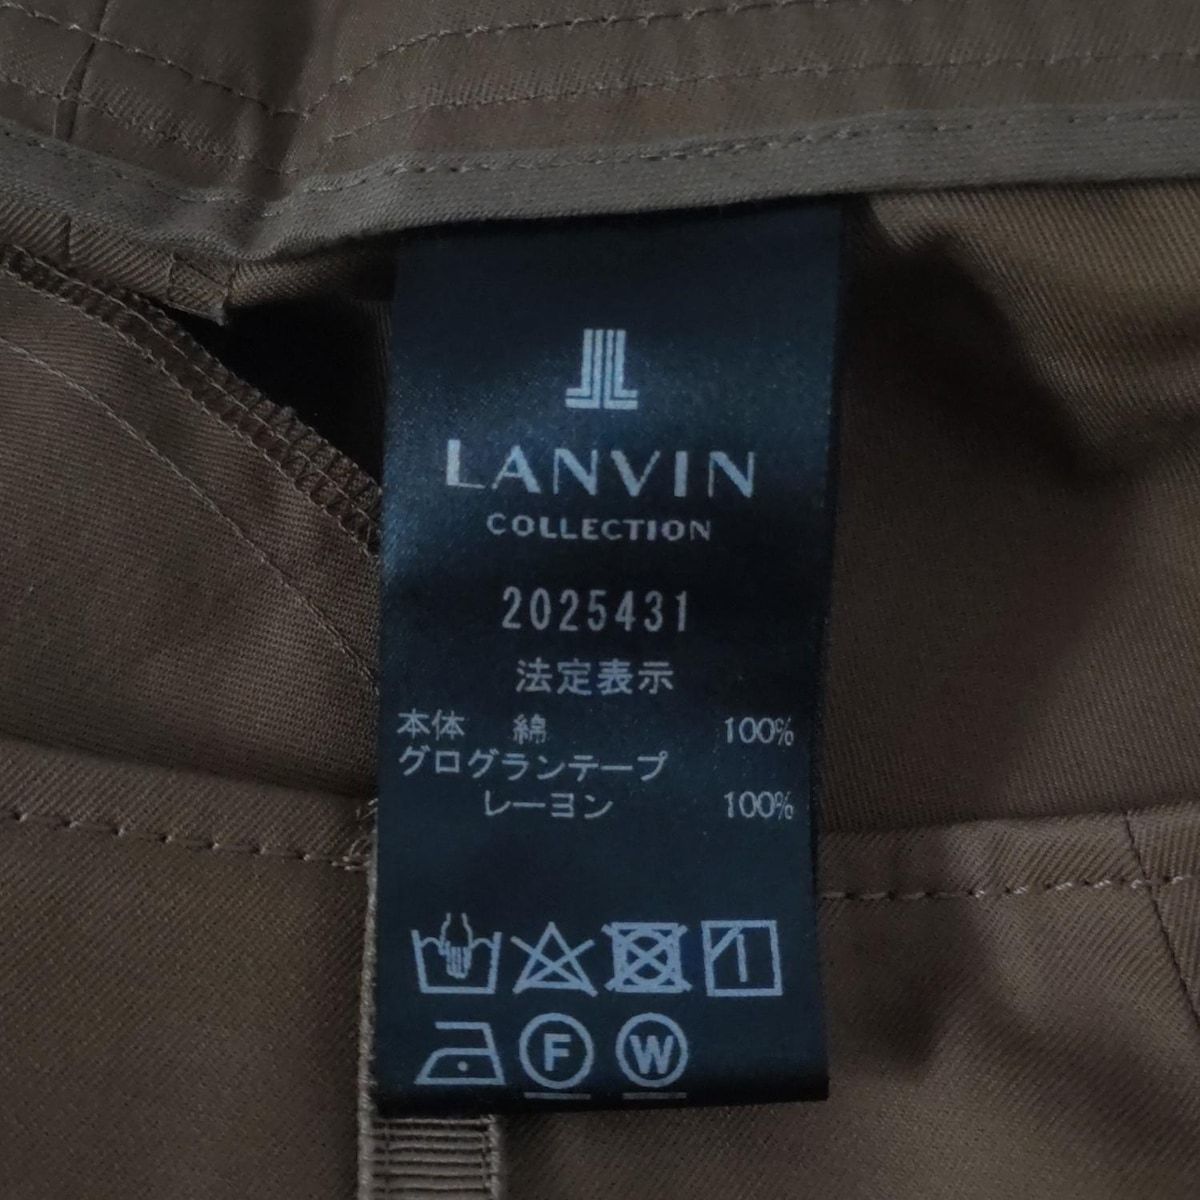 LANVIN
COLLECTION
2025431
法定表示
本体 綿 100%
グログランテープ
レーヨン 100%
F W